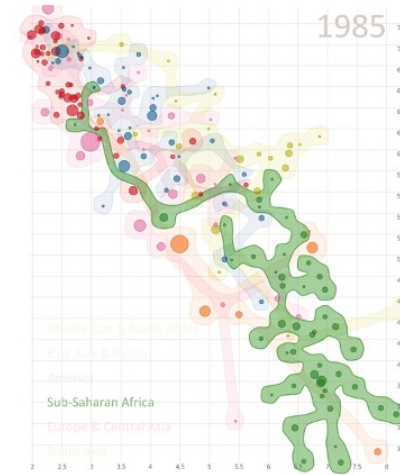 1985
Middle East & North Africa
East Asia & Pacific
America
Sub-Saharan Africa
Europe & Central Asia
South Asia
2 2.5 3 3.5 4 4.5 5 5.5 6 6.5 7 7.5 8